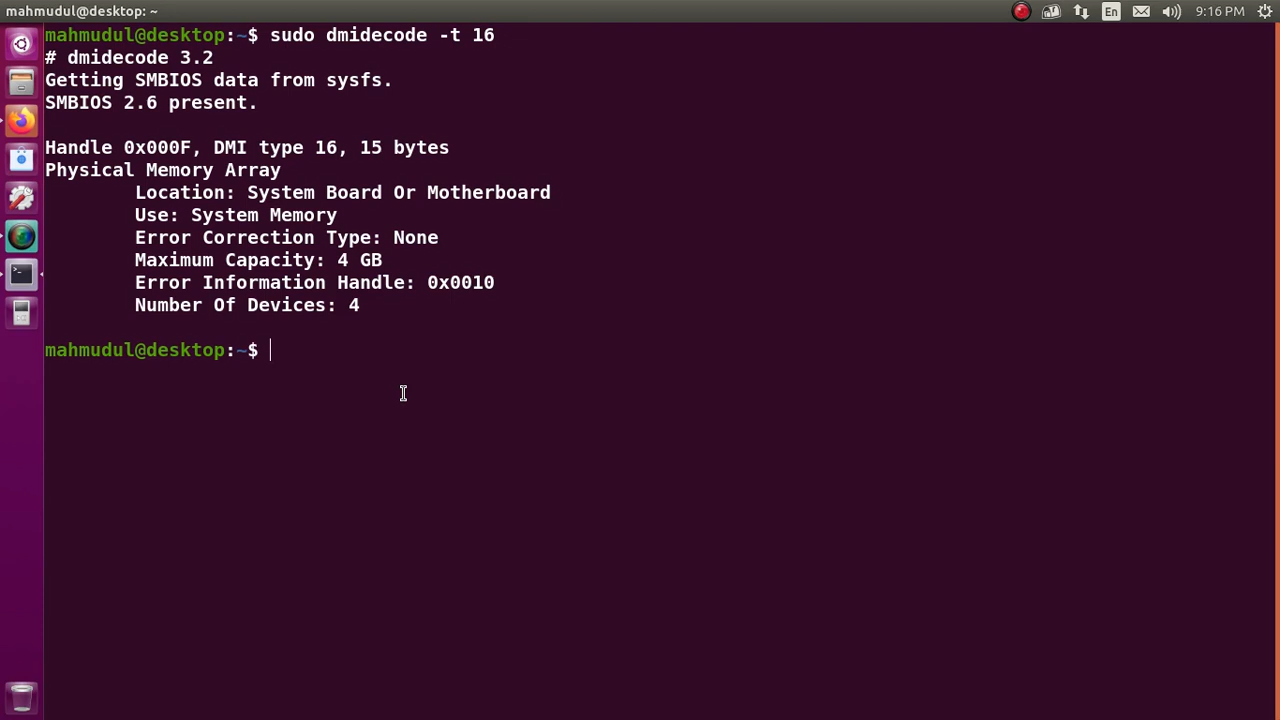 mahmudul@desktop: ~
En
9:16 PM
mahmudul@desktop:~$ sudo dmidecode -t 16
# dmidecode 3.2
Getting SMBIOS data from sysfs.
SMBIOS 2.6 present.
Handle 0x000F, DMI type 16, 15 bytes
Physical Memory Array
Location: System Board Or Motherboard
Use: System Memory
Error Correction Type: None
Maximum Capacity: 4 GB
Error Information Handle: 0x0010
Number Of Devices: 4
mahmudul@desktop:~$